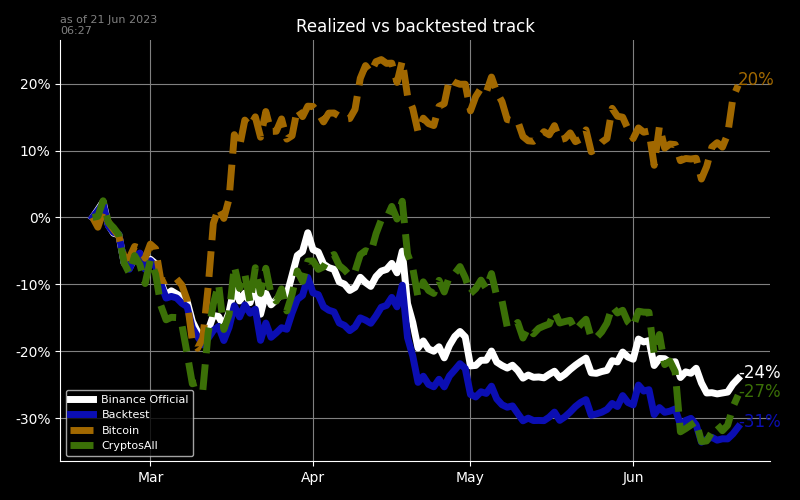 as of 21 Jun 2023
06:27
Realized vs backtested track
20%
10%
0%
-10%
-20%
-30%
20%
-24%
-27%
-31%
Binance Official
Backtest
Bitcoin
CryptosAll
Mar
Apr
May
Jun